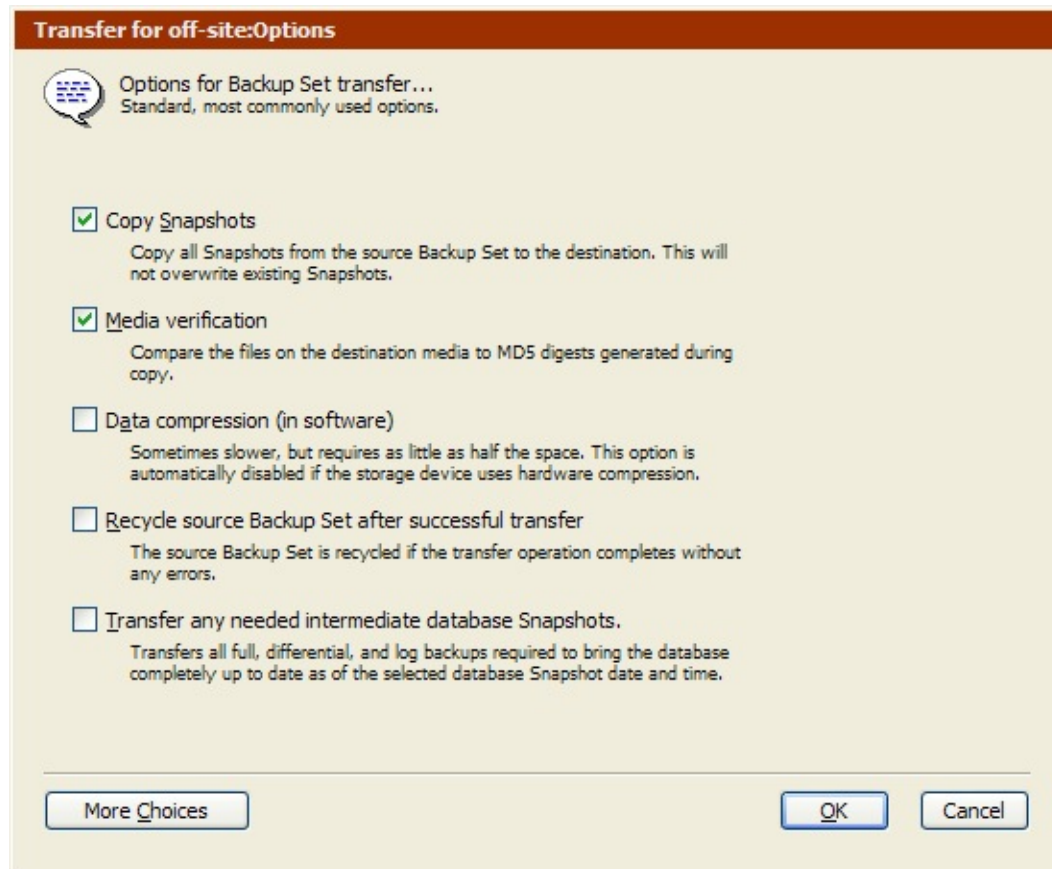 Transfer for off-site:Options
Options for Backup Set transfer...
Standard, most commonly used options.
Copy Snapshots
Copy all Snapshots from the source Backup Set to the destination. This will
not overwrite existing Snapshots.
Media verification
Compare the files on the destination media to MD5 digests generated during
copy.
Data compression (in software)
Sometimes slower, but requires as little as half the space. This option is
automatically disabled if the storage device uses hardware compression.
Recycle source Backup Set after successful transfer
The source Backup Set is recycled if the transfer operation completes without
any errors.
Transfer any needed intermediate database Snapshots.
Transfers all full, differential, and log backups required to bring the database
completely up to date as of the selected database Snapshot date and time.
More Choices
OK
Cancel